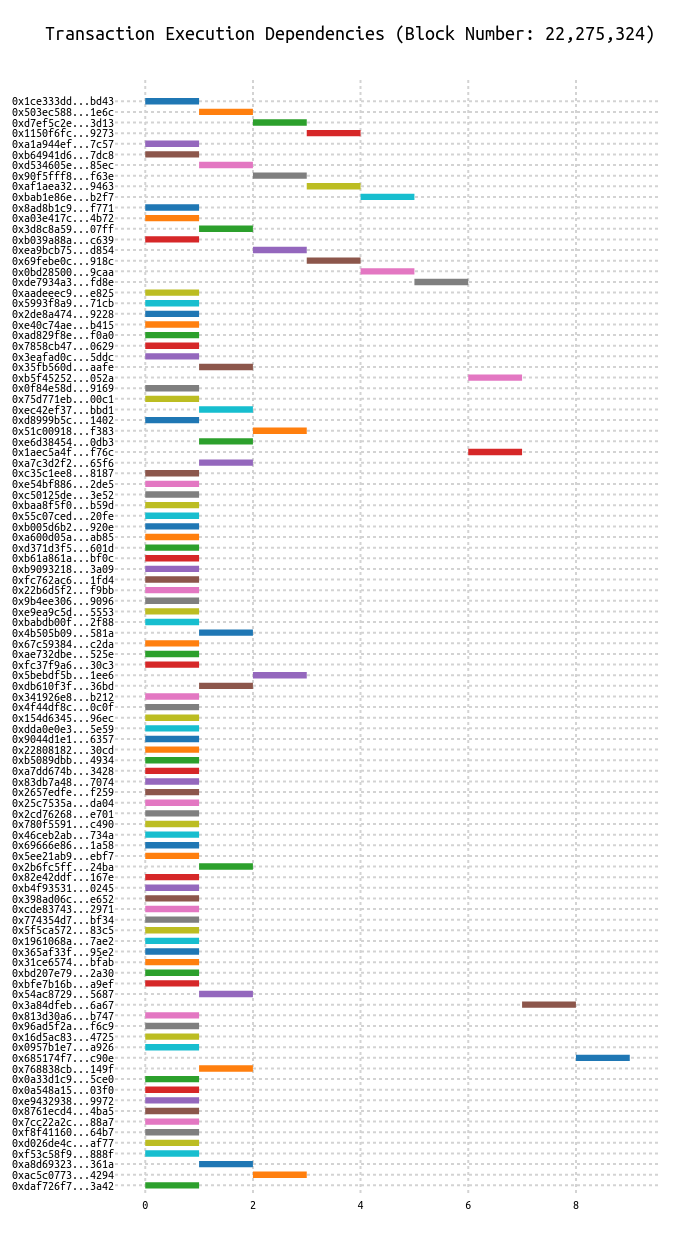 Transaction Execution Dependencies (Block Number: 22,275,324)
0x1ce333dd...bd43
0x503ec588...1e6c
0xd7ef5c2e...3d13
0x1150f6fc...9273
0xa1a944ef...7c57
0xb64941d6...7dc8
0xd534605e...85ec
0x90f5fff8...f63e
0xaf1aea32...9463
0xbab1e86e...b2f7
0x8ad8b1c9...f771
0xa03e417c...4b72
0x3d8c8a59...07ff
0xb039a88a...c639
0xea9bcb75...d854
0x69febe0c...918c
0x0bd28500...9caa
0xde7934a3...fd8e
0xaadeeec9...e825
0x5993f8a9...71cb
0x2de8a474...9228
0xe40c74ae...b415
0xad829f8e...f0a0
0x7858cb47...0629
0x3eafad0c...5ddc
0x35fb560d...aafe
0xb5f45252...052a
0x0f84e58d...9169
0x75d771eb...00c1
0xec42ef37...bbd1
0xd8999b5c...1402
0x51c00918...f383
0xe6d38454...0db3
0x1aec5a4f...f76c
0xa7c3d2f2...65f6
0xc35c1ee8...8187
0xe54bf886...2de5
0xc50125de...3e52
0xbaa8f5f0...b59d
0x55c07ced...20fe
0xb005d6b2...920e
0xa600d05a...ab85
0xd371d3f5...601d
0xb61a861a...bf0c
0xb9093218...3a09
0xfc762ac6...1fd4
0x22b6d5f2...f9bb
0x9b4ee306...9096
0xe9ea9c5d...5553
0xbabdb00f...2f88
0x4b505b09...581a
0x67c59384...c2da
0xae732dbe...525e
0xfc37f9a6...30c3
0x5bebdf5b...1ee6
0xdb610f3f...36bd
0x341926e8...b212
0x4f44df8c...0c0f
0x154d6345...96ec
0xdda0e0e3...5e59
0x9044d1e1...6357
0x22808182...30cd
0xb5089dbb...4934
0xa7dd674b...3428
0x83db7a48...7074
0x2657edfe...f259
0x25c7535a...da04
0x2cd76268...e701
0x780f5591...c490
0x46ceb2ab...734a
0x69666e86...1a58
0x5ee21ab9...ebf7
0x2b6fc5ff...24ba
0x82e42ddf...167e
0xb4f93531...0245
0x398ad06c...e652
0xcde83743...2971
0x774354d7...bf34
0x5f5ca572...83c5
0x1961068a...7ae2
0x365af33f...95e2
0x31ce6574...bfab
0xbd207e79...2a30
0xbfe7b16b...a9ef
0x54ac8729...5687
0x3a84dfeb...6a67
0x813d30a6...b747
0x96ad5f2a...f6c9
0x16d5ac83...4725
0x0957b1e7...a926
0x685174f7...c90e
0x768838cb...149f
0x0a33d1c9...5ce0
0x0a548a15...03f0
0xe9432938...9972
0x8761ecd4...4ba5
0x7cc22a2c...88a7
0xf8f41160...64b7
0xd026de4c...af77
0xf53c58f9...888f
0xa8d69323...361a
0xac5c0773...4294
0xdaf726f7...3a42
0 2 4 6 8